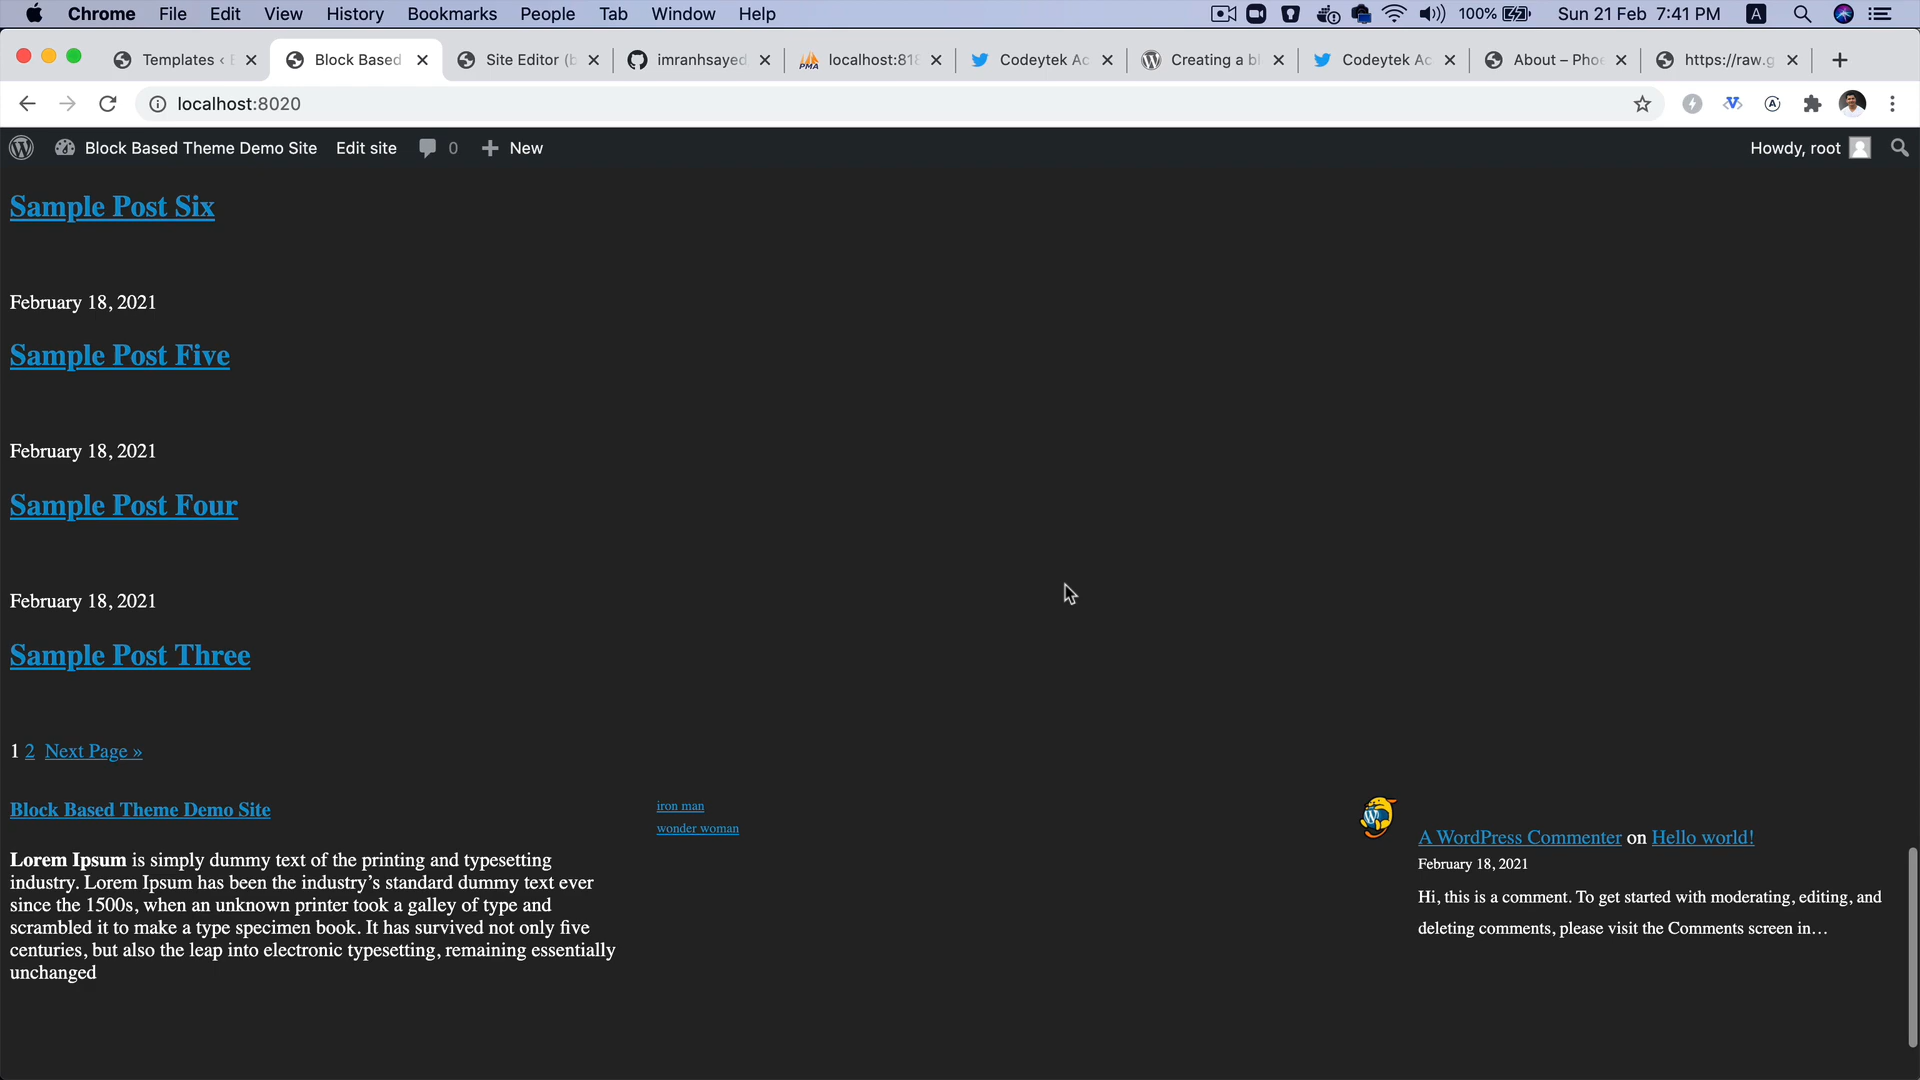 Chrome File Edit View History Bookmarks People Tab Window Help 100% Sun 21 Feb 7:41 PM A
Templates ‹ Block Based Site Editor (b imranhsayed localhost:818 Codeytek Ac Creating a bl Codeytek Ac About – Phoe https://raw.g
localhost:8020
Block Based Theme Demo Site Edit site 0 New Howdy, root
Sample Post Six
February 18, 2021
Sample Post Five
February 18, 2021
Sample Post Four
February 18, 2021
Sample Post Three
1 2 Next Page »
Block Based Theme Demo Site
Lorem Ipsum is simply dummy text of the printing and typesetting
industry. Lorem Ipsum has been the industry’s standard dummy text ever
since the 1500s, when an unknown printer took a galley of type and
scrambled it to make a type specimen book. It has survived not only five
centuries, but also the leap into electronic typesetting, remaining essentially
unchanged
iron man
wonder woman
A WordPress Commenter on Hello world!
February 18, 2021
Hi, this is a comment. To get started with moderating, editing, and
deleting comments, please visit the Comments screen in…